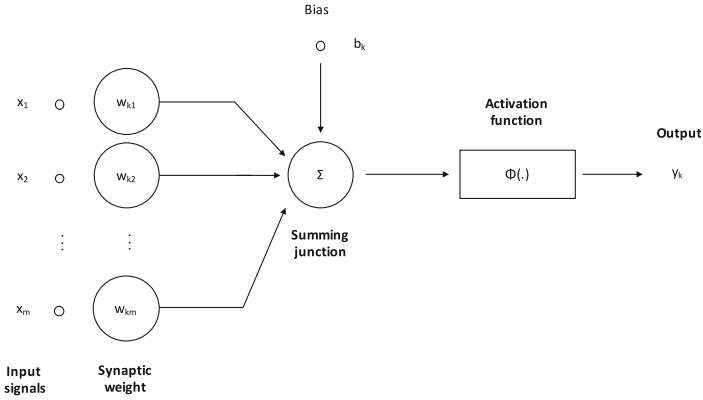 Bias
bₖ
x₁
wₖ₁
Activation
function
Output
x₂
wₖ₂
Σ
Φ(.)
yₖ
⋮
⋮
Summing
junction
xₘ
wₖₘ
Input
signals
Synaptic
weight